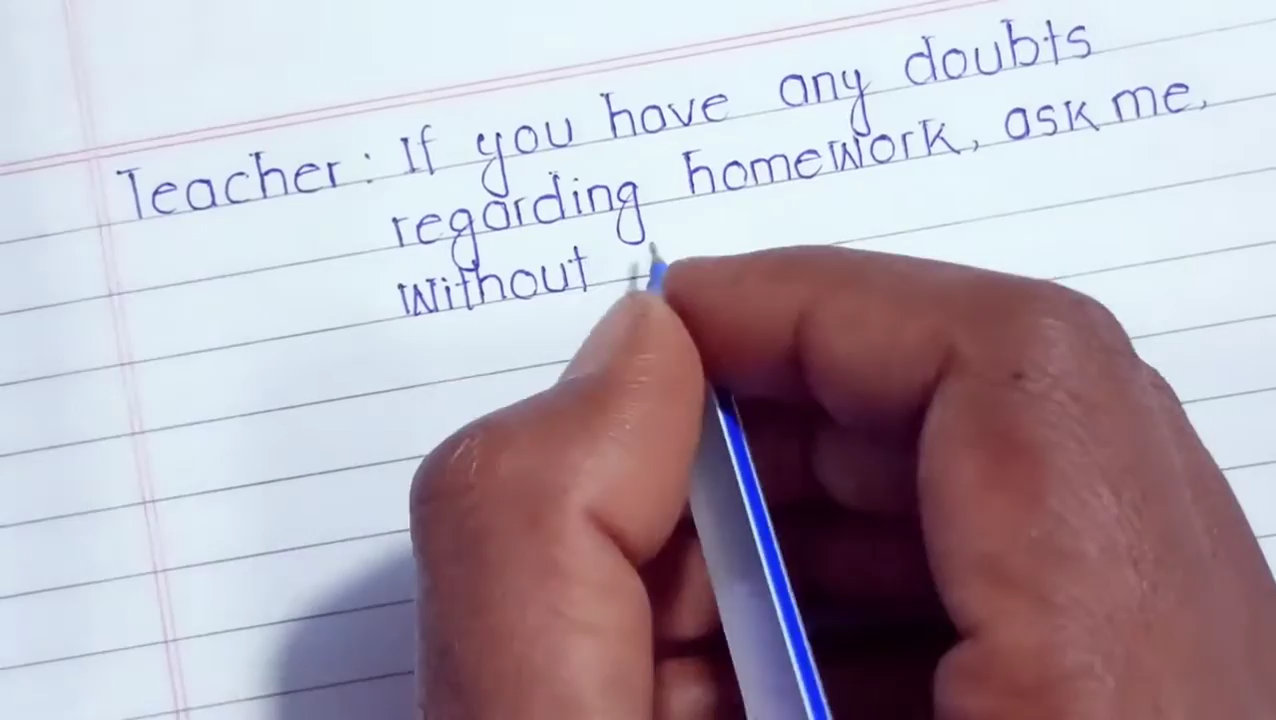 Teacher: If you have any doubts
regarding homework, ask me,
without